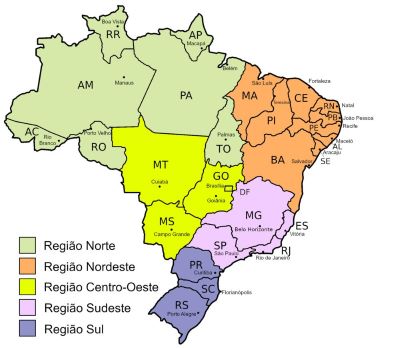 Boa Vista
RR
AP
Macapá
Belém
AM
Manaus
PA
São Luís
Fortaleza
MA
Teresina
CE
RN
Natal
PB
João Pessoa
PI
PE
Recife
AC
Rio
Branco
Porto Velho
RO
Palmas
TO
Maceió
AL
Aracaju
SE
BA
Salvador
MT
Cuiabá
GO
Brasília
DF
Goiânia
MG
Belo Horizonte
ES
Vitória
MS
Campo Grande
SP
São Paulo
RJ
Rio de Janeiro
PR
Curitiba
SC
Florianópolis
RS
Porto Alegre
Região Norte
Região Nordeste
Região Centro-Oeste
Região Sudeste
Região Sul